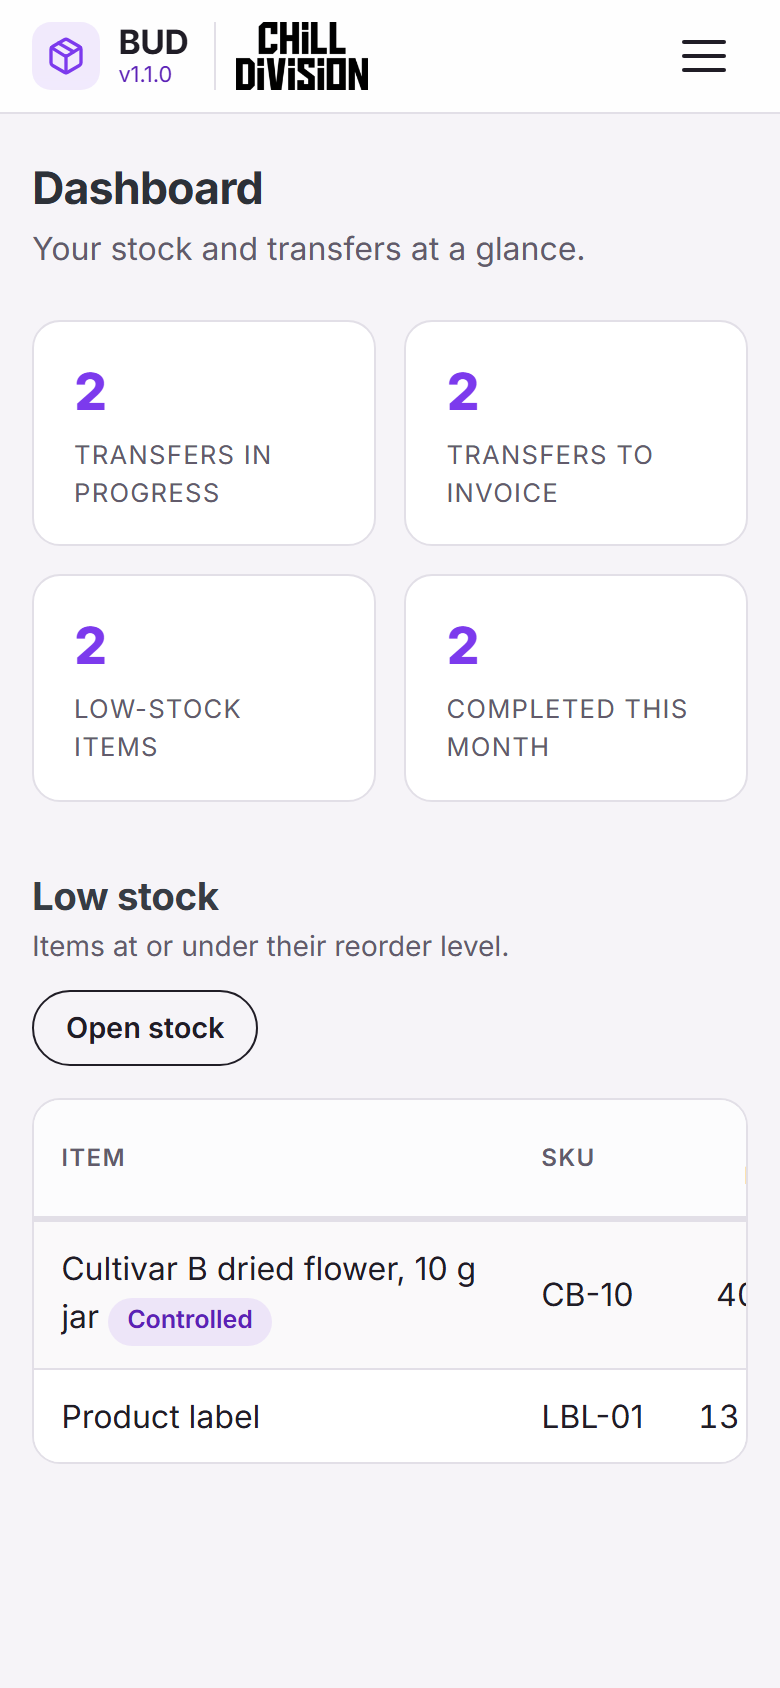 BUD
v1.1.0
CHiLL
DiViSiON
Dashboard
Your stock and transfers at a glance.
2
TRANSFERS IN
PROGRESS
2
TRANSFERS TO
INVOICE
2
LOW-STOCK
ITEMS
2
COMPLETED THIS
MONTH
Low stock
Items at or under their reorder level.
Open stock
ITEM SKU
Cultivar B dried flower, 10 g
jar Controlled CB-10 40
Product label LBL-01 13